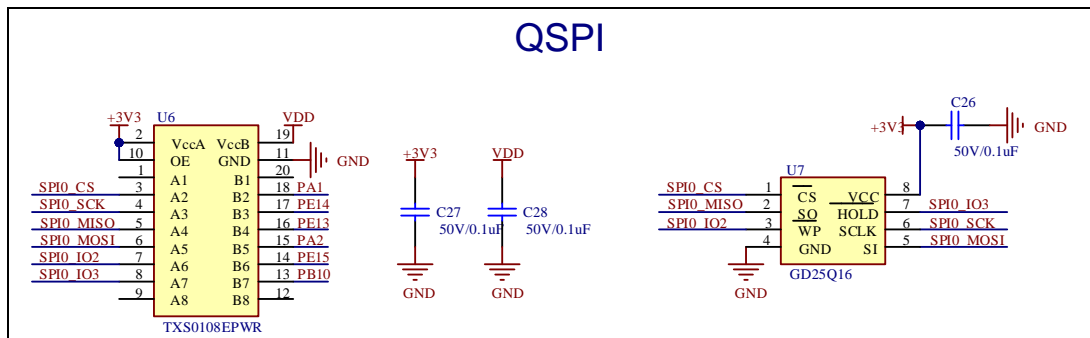 QSPI
+3V3 U6 VDD
2 VccA VccB 19
10 OE GND 11 GND
1 A1 B1 20
SPI0_CS 3 A2 B2 18 PA1
SPI0_SCK 4 A3 B3 17 PE14
SPI0_MISO 5 A4 B4 16 PE13
SPI0_MOSI 6 A5 B5 15 PA2
SPI0_IO2 7 A6 B6 14 PE15
SPI0_IO3 8 A7 B7 13 PB10
9 A8 B8 12
TXS0108EPWR
+3V3
C27
50V/0.1uF
GND
VDD
C28
50V/0.1uF
GND
C26
+3V3 GND
50V/0.1uF
U7
SPI0_CS 1 CS VCC 8
SPI0_MISO 2 SO HOLD 7 SPI0_IO3
SPI0_IO2 3 WP SCLK 6 SPI0_SCK
4 GND SI 5 SPI0_MOSI
GD25Q16
GND